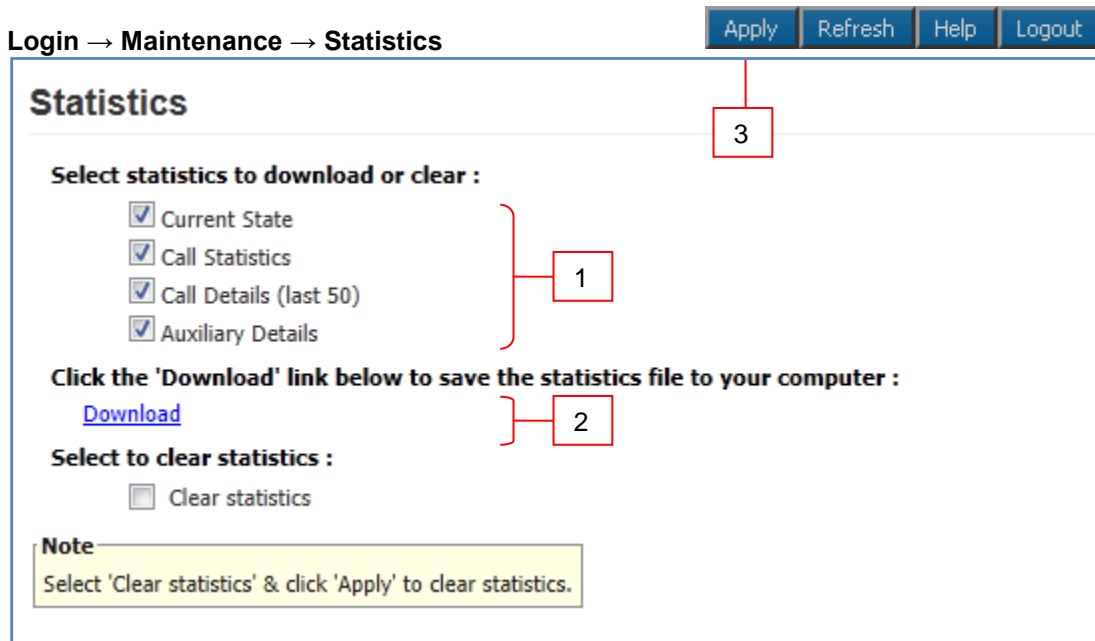 Login → Maintenance → Statistics
Apply Refresh Help Logout
Statistics
3
Select statistics to download or clear :
Current State
Call Statistics
Call Details (last 50)
Auxiliary Details
1
Click the 'Download' link below to save the statistics file to your computer :
Download
2
Select to clear statistics :
Clear statistics
Note
Select 'Clear statistics' & click 'Apply' to clear statistics.